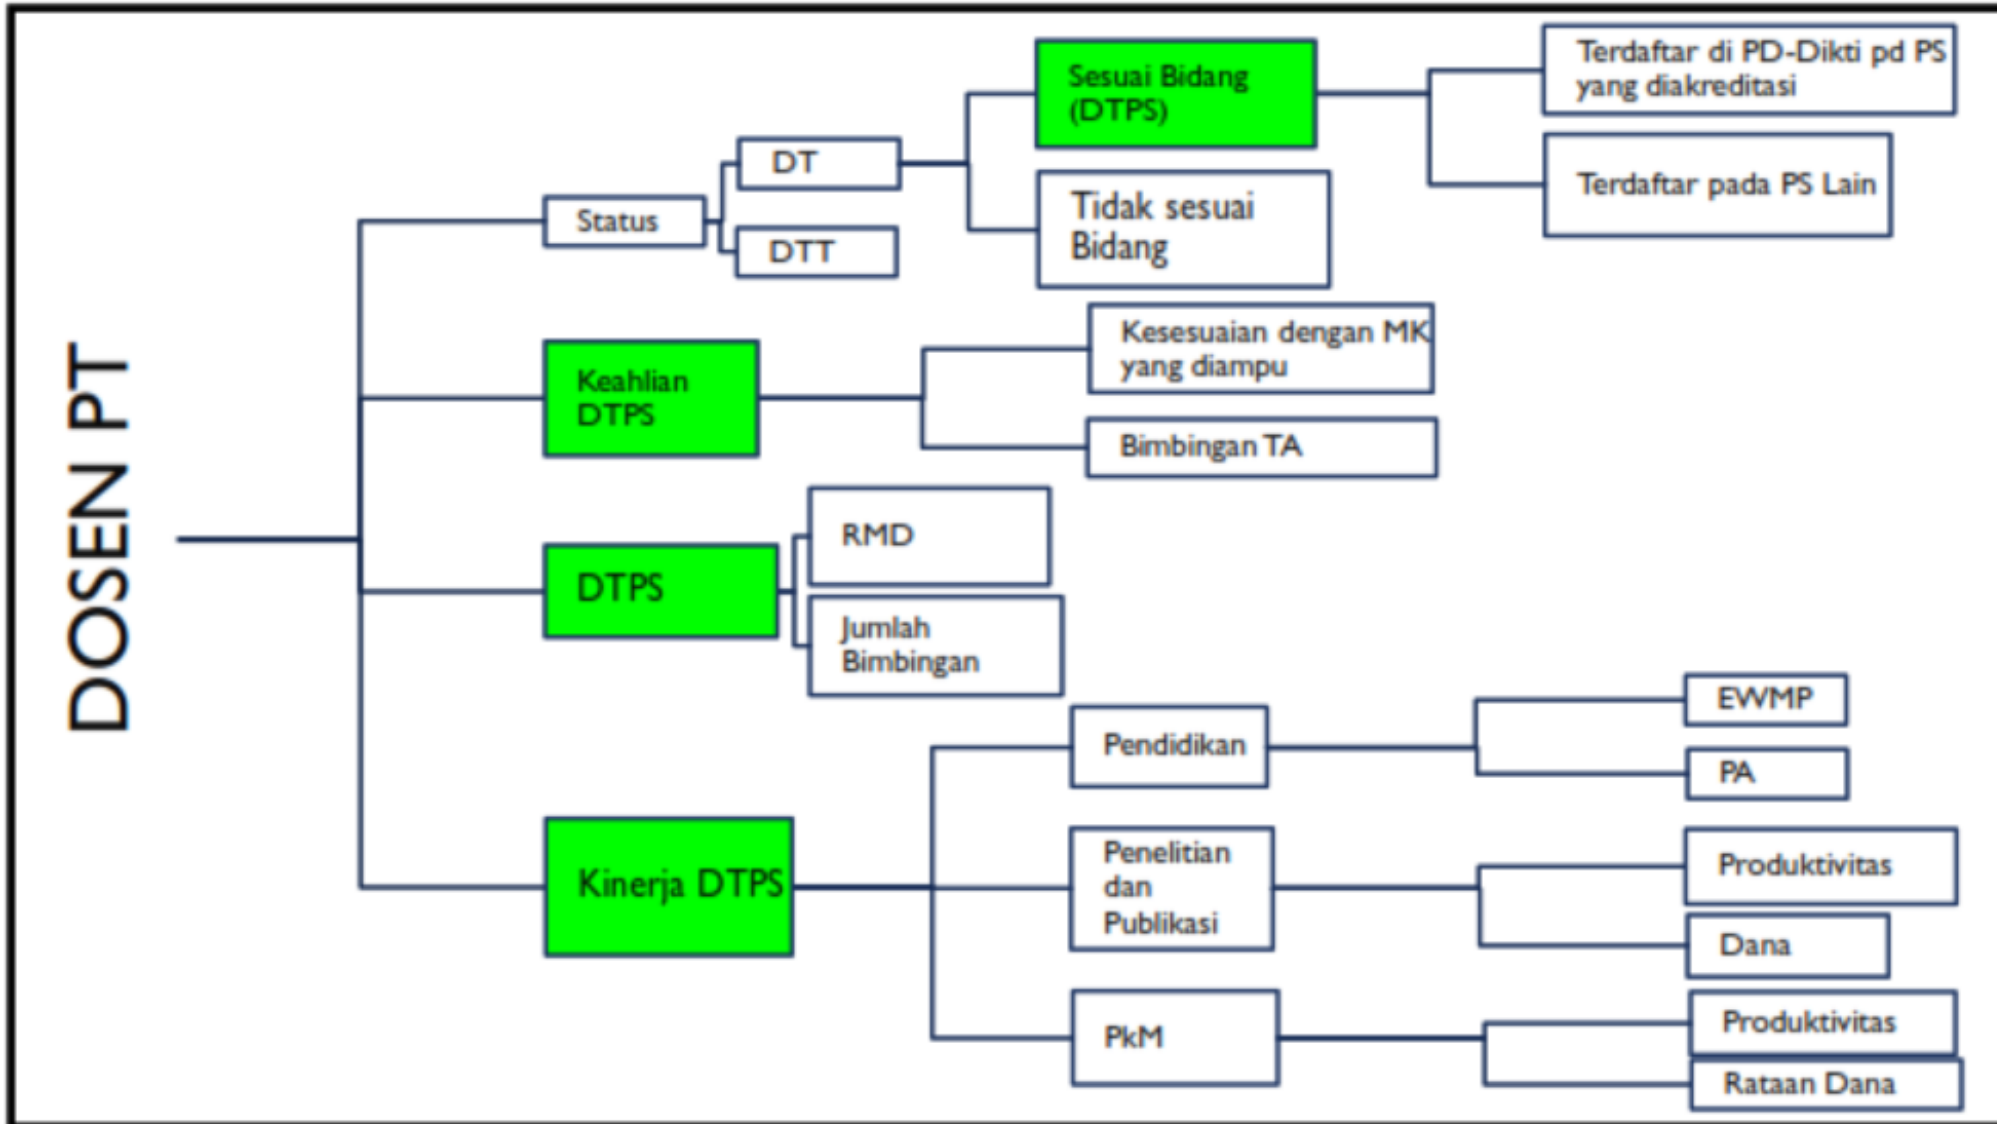 DOSEN PT
Status
DT
DTT
Sesuai Bidang
(DTPS)
Tidak sesuai
Bidang
Terdaftar di PD-Dikti pd PS
yang diakreditasi
Terdaftar pada PS Lain
Keahlian
DTPS
Kesesuaian dengan MK
yang diampu
Bimbingan TA
DTPS
RMD
Jumlah
Bimbingan
Kinerja DTPS
Pendidikan
EWMP
PA
Penelitian
dan
Publikasi
Produktivitas
Dana
PkM
Produktivitas
Rataan Dana